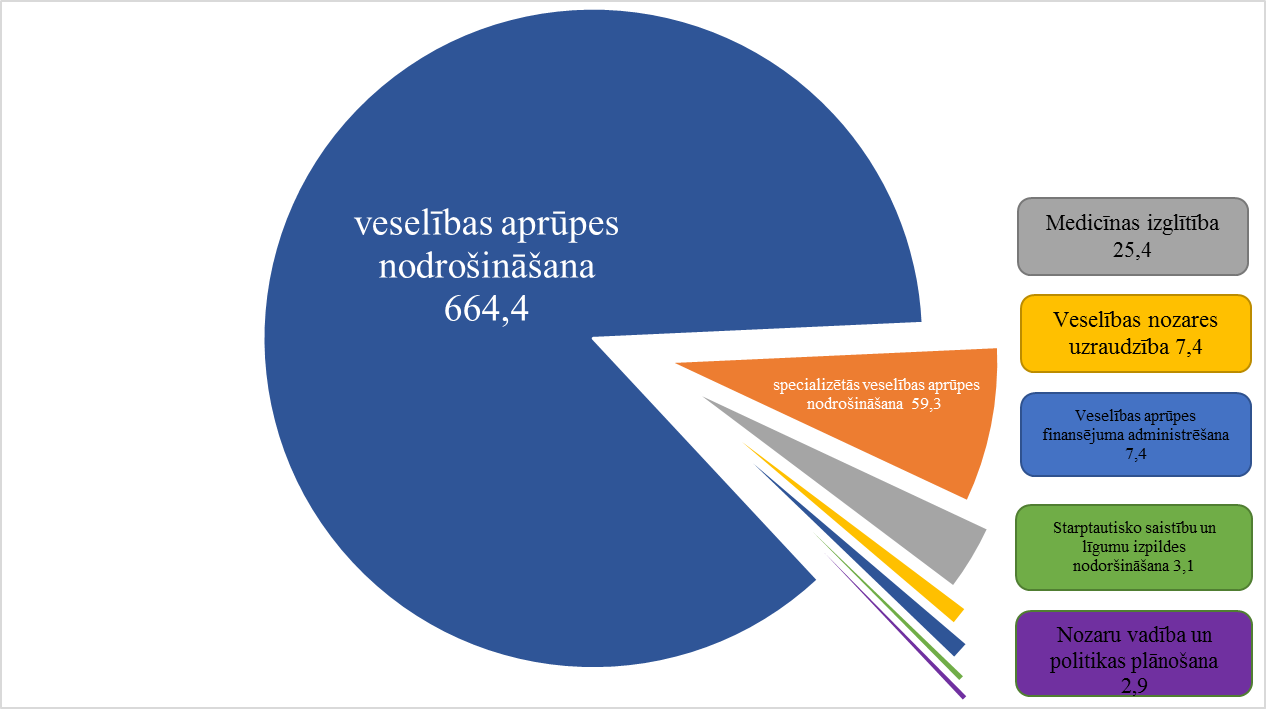 veselības aprūpes
nodrošināšana
664,4
specializētās veselības aprūpes
nodrošināšana 59,3
Medicīnas izglītība
25,4
Veselības nozares
uzraudzība 7,4
Veselības aprūpes
finansējuma administrēšana
7,4
Starptautisko saistību un
līgumu izpildes
nodoršināšana 3,1
Nozaru vadība un
politikas plānošana
2,9